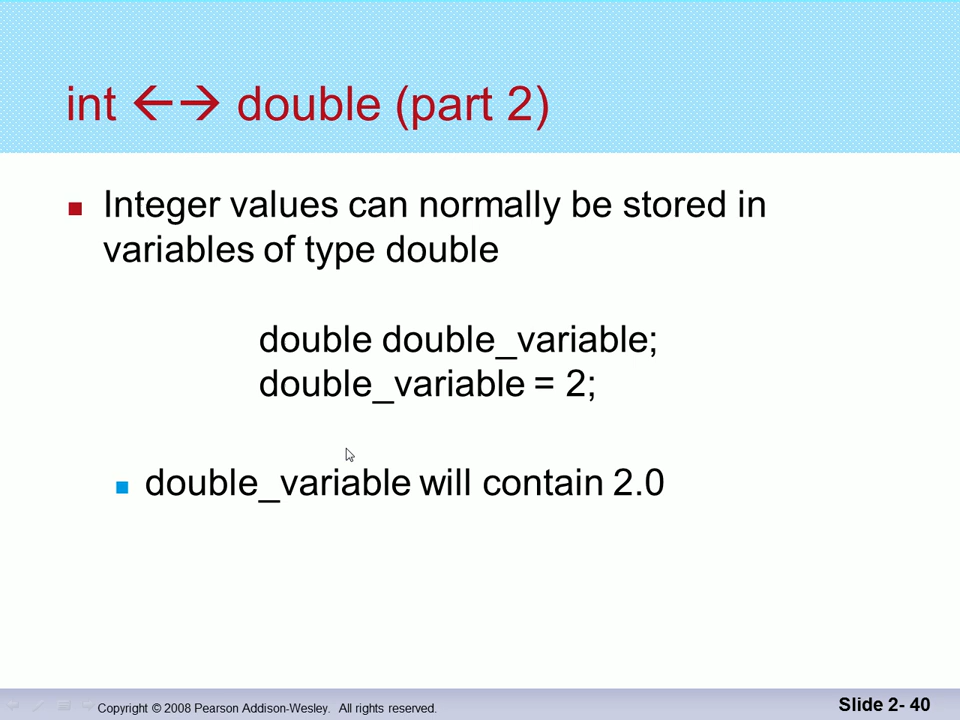 int ←→ double (part 2)
Integer values can normally be stored in
variables of type double
double double_variable;
double_variable = 2;
double_variable will contain 2.0
Copyright © 2008 Pearson Addison-Wesley. All rights reserved.
Slide 2- 40